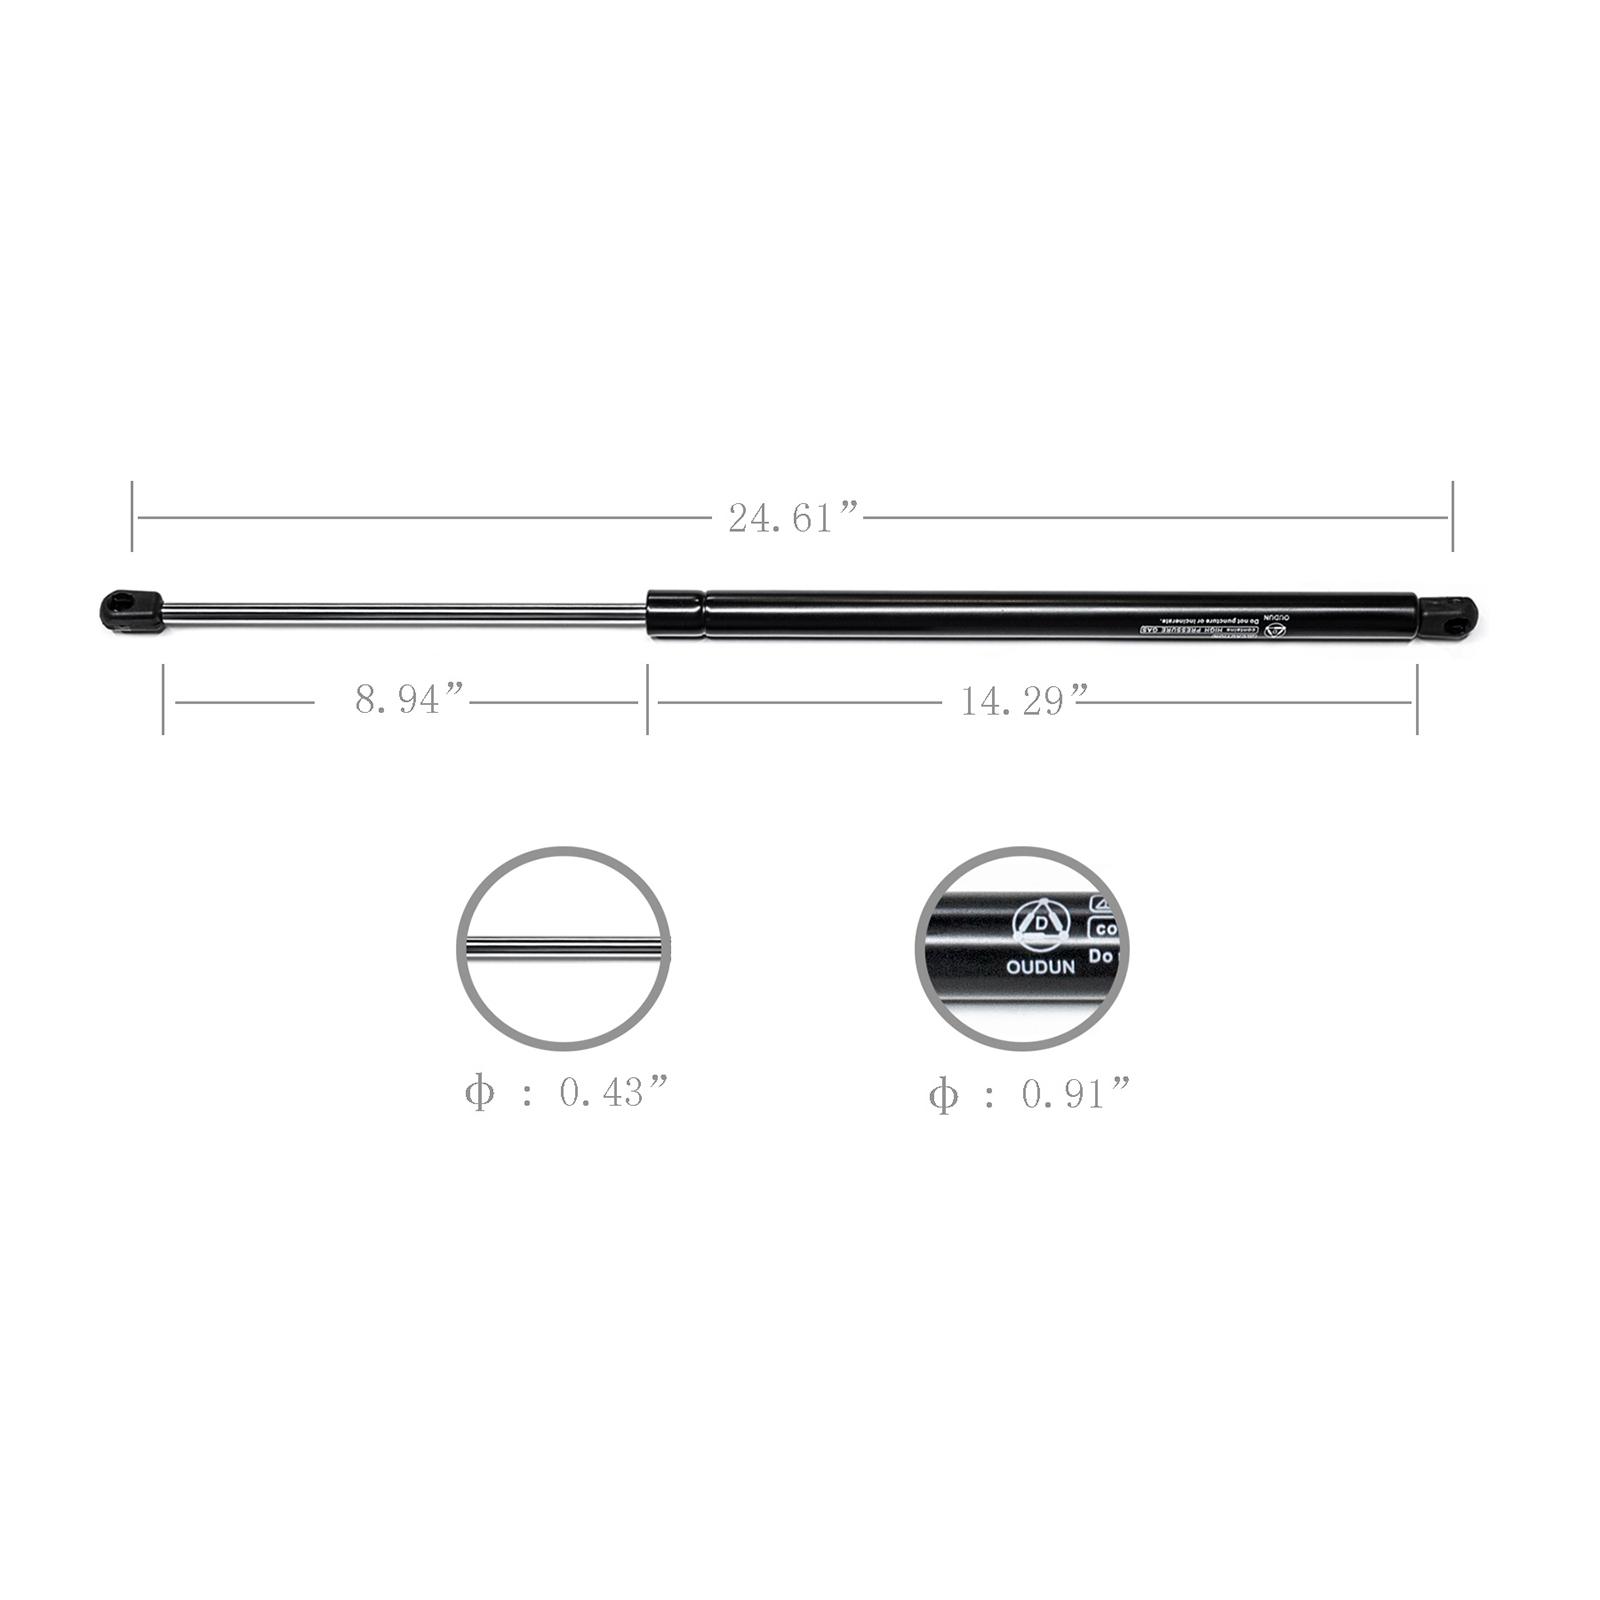 24.61”
OUDUN
Do not puncture or incinerate.
contains HIGH PRESSURE GAS
8.94”
14.29”
D
co
OUDUN
Do
ф : 0.43”
ф : 0.91”